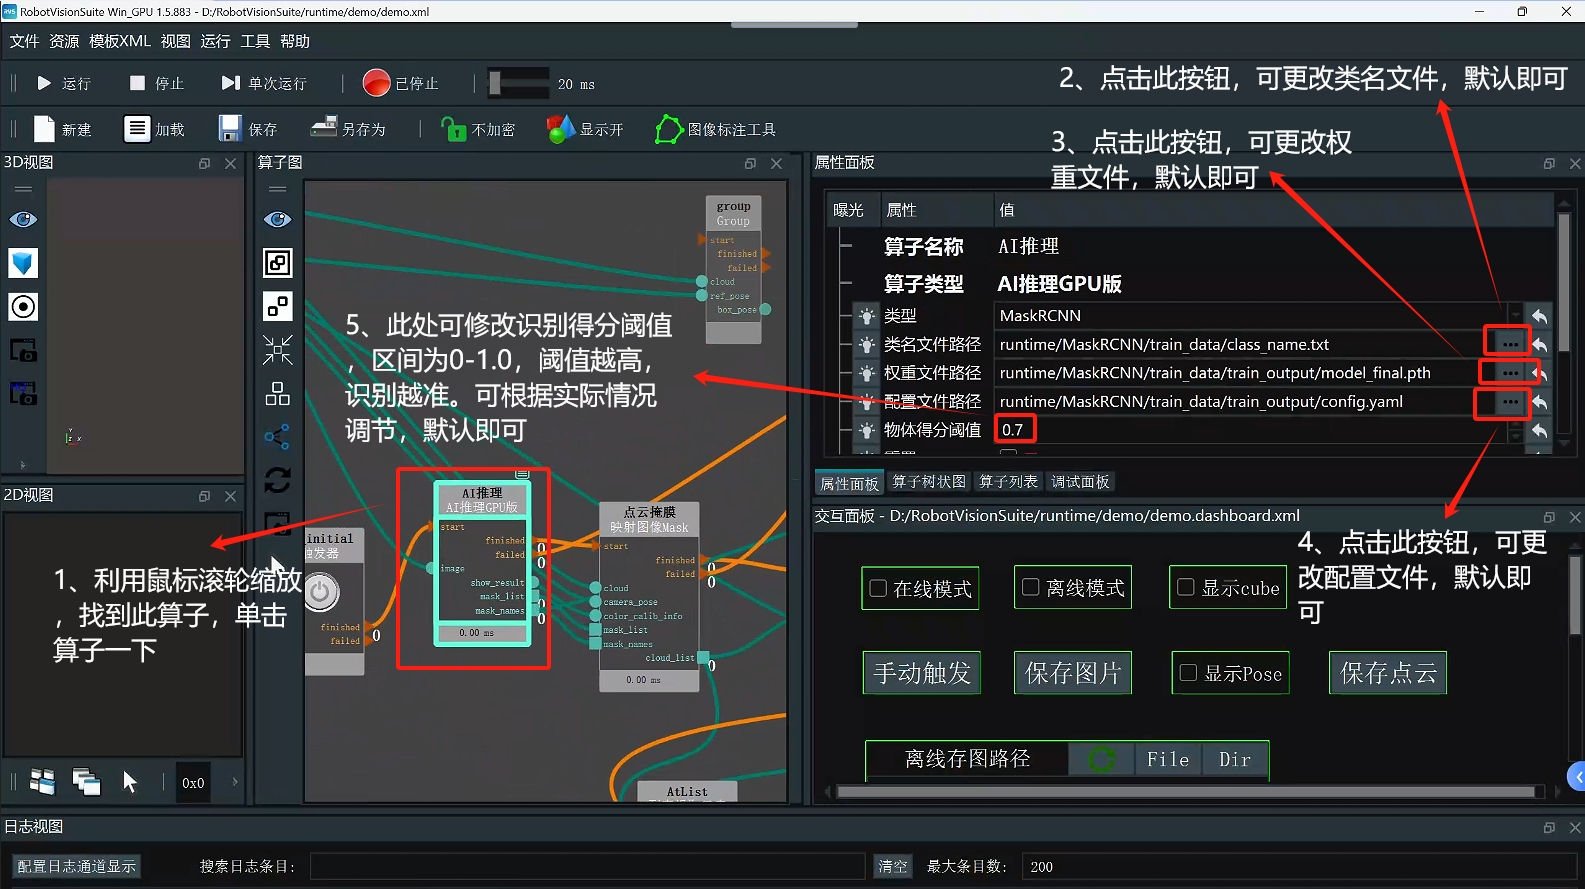 RobotVisionSuite Win_GPU 1.5.883 - D:/RobotVisionSuite/runtime/demo/demo.xml
文件 资源 模板XML 视图 运行 工具 帮助
运行 停止 单次运行 已停止 20 ms
新建 加载 保存 另存为 不加密 显示开 图像标注工具
2、点击此按钮，可更改类名文件，默认即可
3、点击此按钮，可更改权
重文件，默认即可
3D视图
算子图
属性面板
曝光 属性 值
算子名称 AI推理
算子类型 AI推理GPU版
类型 MaskRCNN
类名文件路径 runtime/MaskRCNN/train_data/class_name.txt ...
权重文件路径 runtime/MaskRCNN/train_data/train_output/model_final.pth ...
配置文件路径 runtime/MaskRCNN/train_data/train_output/config.yaml ...
物体得分阈值 0.7
属性面板 算子树状图 算子列表 调试面板
group
Group
start
finished
failed
cloud
ref_pose
box_pose
5、此处可修改识别得分阈值
，区间为0-1.0，阈值越高，
识别越准。可根据实际情况
调节，默认即可
AI推理
AI推理GPU版
start
finished
0
failed
0
image
show_result
mask_list
0
mask_names
0
0.00 ms
点云掩膜
映射图像Mask
start
finished
0
failed
0
cloud
camera_pose
color_calib_info
mask_list
mask_names
cloud_list
0
0.00 ms
initial
触发器
finished
0
failed
AtList
2D视图
1、利用鼠标滚轮缩放
，找到此算子，单击
算子一下
0x0
交互面板 - D:/RobotVisionSuite/runtime/demo/demo.dashboard.xml
4、点击此按钮，可更
改配置文件，默认即
可
在线模式 离线模式 显示cube
手动触发 保存图片 显示Pose 保存点云
离线存图路径 File Dir
日志视图
配置日志通道显示 搜索日志条目: 清空 最大条目数: 200